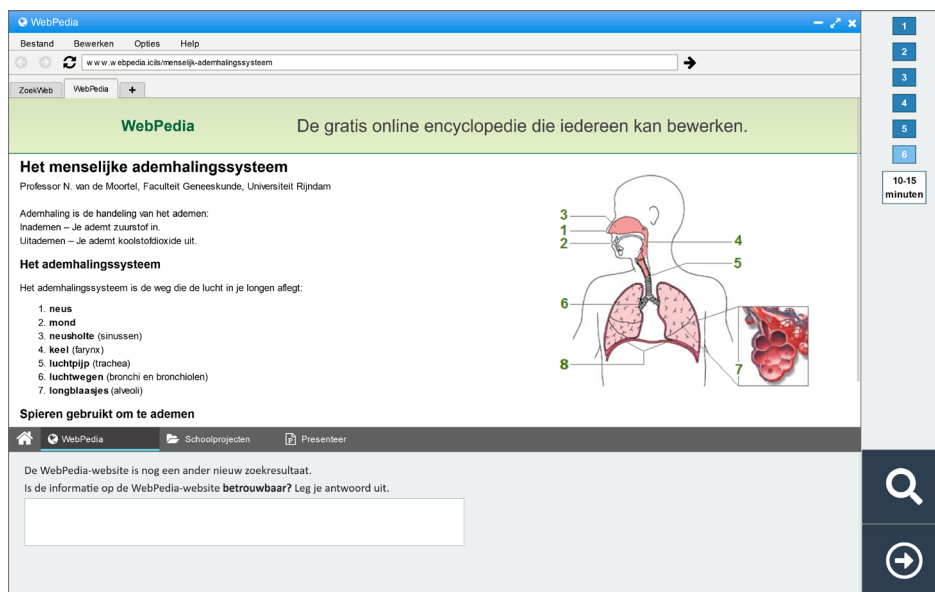 WebPedia
Bestand Bewerken Opties Help
www.webpedia.icils/menselijk-ademhalingssysteem
ZoekWeb WebPedia +
WebPedia De gratis online encyclopedie die iedereen kan bewerken.
Het menselijke ademhalingssysteem
Professor N. van de Moortel, Faculteit Geneeskunde, Universiteit Rijndam
Ademhaling is de handeling van het ademen:
Inademen – Je ademt zuurstof in.
Uitademen – Je ademt koolstofdioxide uit.
Het ademhalingssysteem
Het ademhalingssysteem is de weg die de lucht in je longen aflegt:
1. neus
2. mond
3. neusholte (sinussen)
4. keel (farynx)
5. luchtpijp (trachea)
6. luchtwegen (bronchi en bronchiolen)
7. longblaasjes (alveoli)
Spieren gebruikt om te ademen
3
1
2
4
5
6
8
7
WebPedia Schoolprojecten Presenteer
De WebPedia-website is nog een ander nieuw zoekresultaat.
Is de informatie op de WebPedia-website betrouwbaar? Leg je antwoord uit.
1
2
3
4
5
6
10-15
minuten